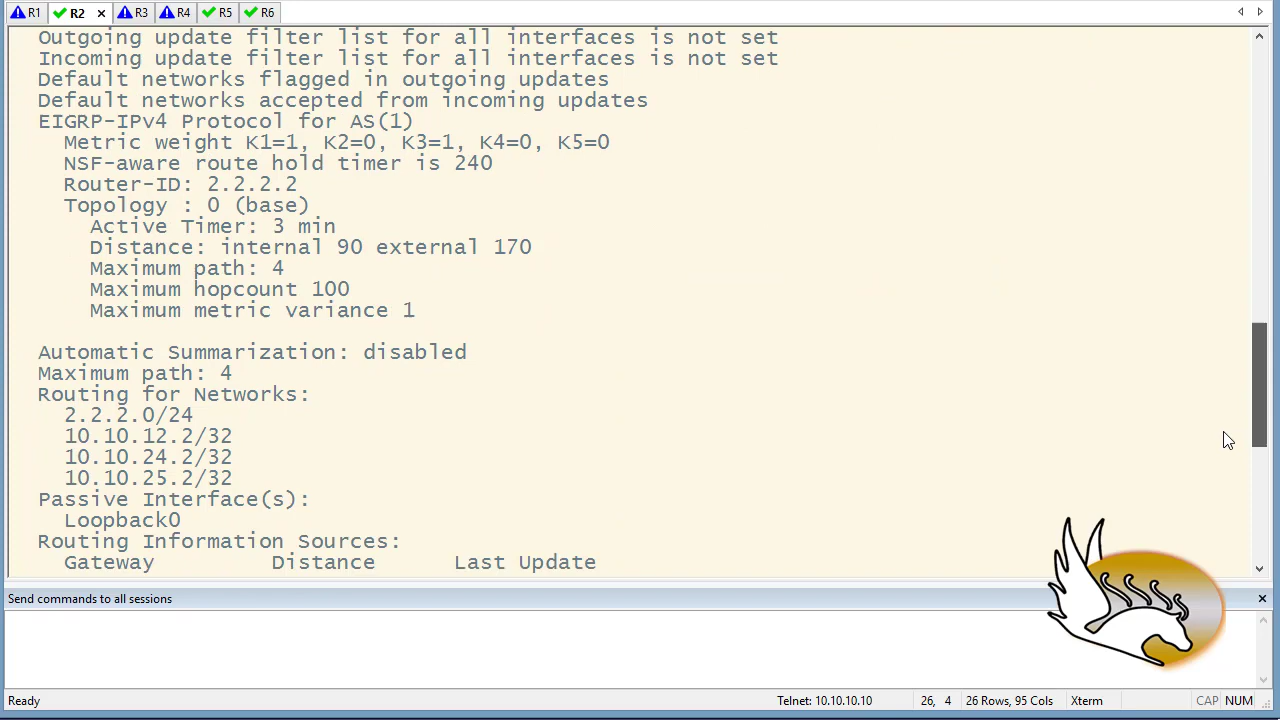 R1 R2 R3 R4 R5 R6
Outgoing update filter list for all interfaces is not set
Incoming update filter list for all interfaces is not set
Default networks flagged in outgoing updates
Default networks accepted from incoming updates
EIGRP-IPv4 Protocol for AS(1)
Metric weight K1=1, K2=0, K3=1, K4=0, K5=0
NSF-aware route hold timer is 240
Router-ID: 2.2.2.2
Topology : 0 (base)
Active Timer: 3 min
Distance: internal 90 external 170
Maximum path: 4
Maximum hopcount 100
Maximum metric variance 1
Automatic Summarization: disabled
Maximum path: 4
Routing for Networks:
2.2.2.0/24
10.10.12.2/32
10.10.24.2/32
10.10.25.2/32
Passive Interface(s):
Loopback0
Routing Information Sources:
Gateway Distance Last Update
Send commands to all sessions
Ready Telnet: 10.10.10.10 26, 4 26 Rows, 95 Cols Xterm CAP NUM